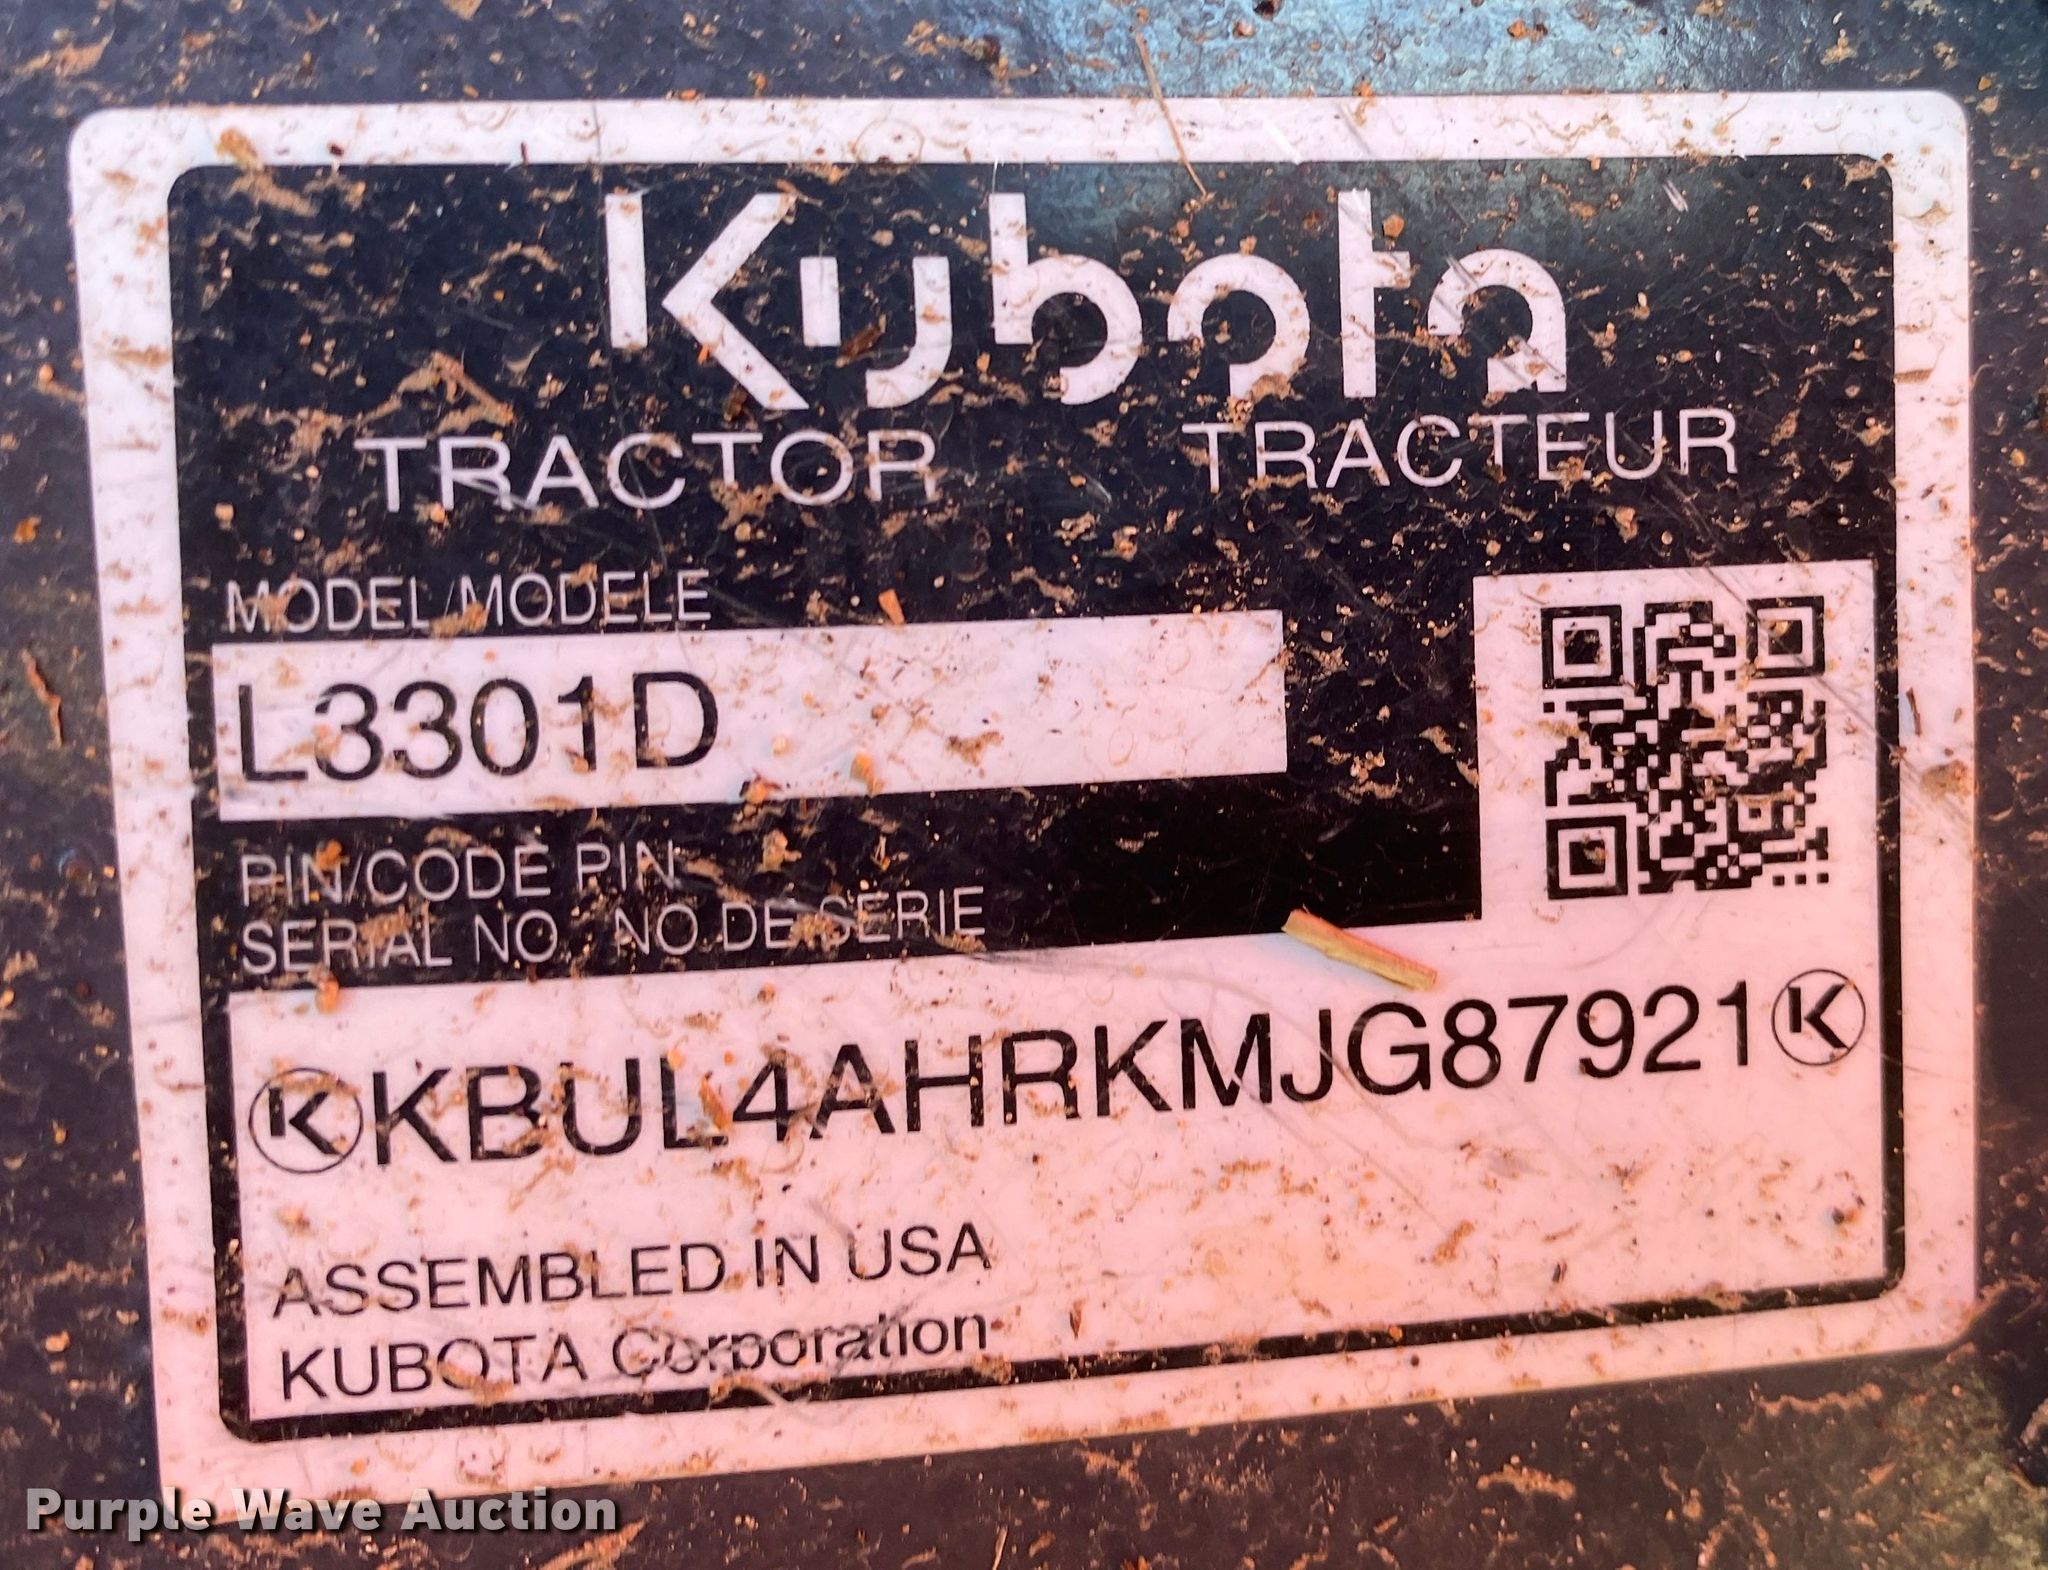 Kubota
TRACTOR TRACTEUR
MODEL/MODELE
L3301D
PIN/CODE PIN
SERIAL NO. NO DE SERIE
KKBUL4AHRKMJG87921K
ASSEMBLED IN USA
KUBOTA Corporation
Purple Wave Auction